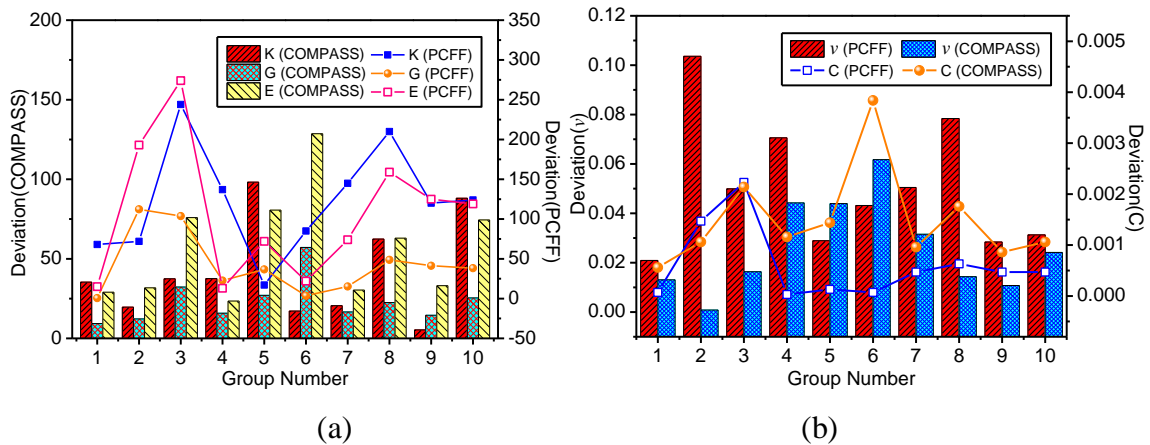 200
150
100
50
0
Deviation(COMPASS)
K (COMPASS)
G (COMPASS)
E (COMPASS)
K (PCFF)
G (PCFF)
E (PCFF)
350
300
250
200
150
100
50
0
-50
Deviation(PCFF)
1 2 3 4 5 6 7 8 9 10
Group Number
(a)
0.12
0.10
0.08
0.06
0.04
0.02
0.00
Deviation(ν)
ν (PCFF)
ν (COMPASS)
C (PCFF)
C (COMPASS)
0.005
0.004
0.003
0.002
0.001
0.000
Deviation(C)
1 2 3 4 5 6 7 8 9 10
Group Number
(b)